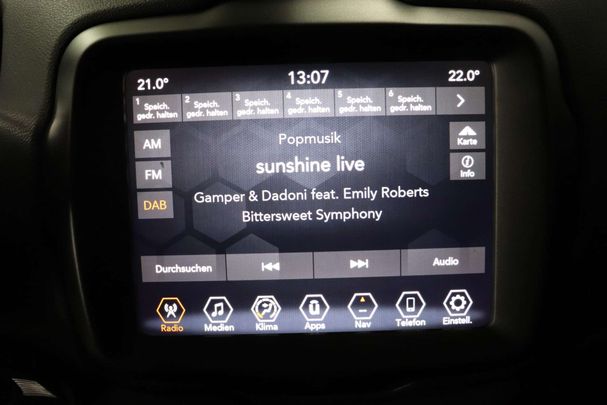 21.0° 13:07 22.0°
1 2 3 4 5 6
Speich. Speich. Speich. Speich. Speich. Speich.
gedr. halten gedr. halten gedr. halten gedr. halten gedr. halten gedr. halten
AM
FM
DAB
Popmusik
sunshine live
Gamper & Dadoni feat. Emily Roberts
Bittersweet Symphony
Karte
Info
Durchsuchen Audio
Radio Medien Klima Apps Nav Telefon Einstell.